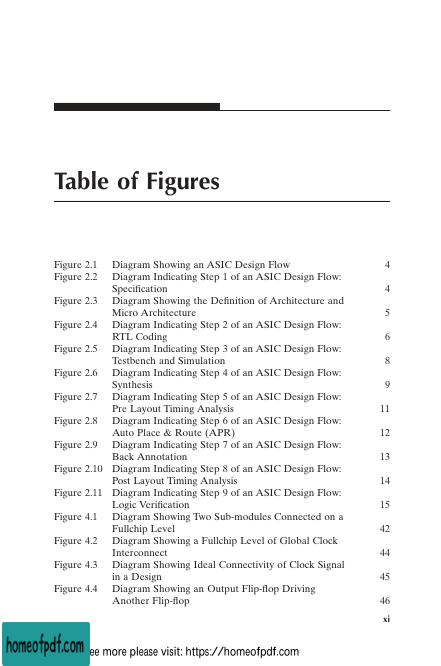 Table of Figures
Figure 2.1 Diagram Showing an ASIC Design Flow 4
Figure 2.2 Diagram Indicating Step 1 of an ASIC Design Flow:
Specification 4
Figure 2.3 Diagram Showing the Definition of Architecture and
Micro Architecture 5
Figure 2.4 Diagram Indicating Step 2 of an ASIC Design Flow:
RTL Coding 6
Figure 2.5 Diagram Indicating Step 3 of an ASIC Design Flow:
Testbench and Simulation 8
Figure 2.6 Diagram Indicating Step 4 of an ASIC Design Flow:
Synthesis 9
Figure 2.7 Diagram Indicating Step 5 of an ASIC Design Flow:
Pre Layout Timing Analysis 11
Figure 2.8 Diagram Indicating Step 6 of an ASIC Design Flow:
Auto Place & Route (APR) 12
Figure 2.9 Diagram Indicating Step 7 of an ASIC Design Flow:
Back Annotation 13
Figure 2.10 Diagram Indicating Step 8 of an ASIC Design Flow:
Post Layout Timing Analysis 14
Figure 2.11 Diagram Indicating Step 9 of an ASIC Design Flow:
Logic Verification 15
Figure 4.1 Diagram Showing Two Sub-modules Connected on a
Fullchip Level 42
Figure 4.2 Diagram Showing a Fullchip Level of Global Clock
Interconnect 44
Figure 4.3 Diagram Showing Ideal Connectivity of Clock Signal
in a Design 45
Figure 4.4 Diagram Showing an Output Flip-flop Driving
Another Flip-flop 46
xi
homeofpdf.com
ee more please visit: https://homeofpdf.com